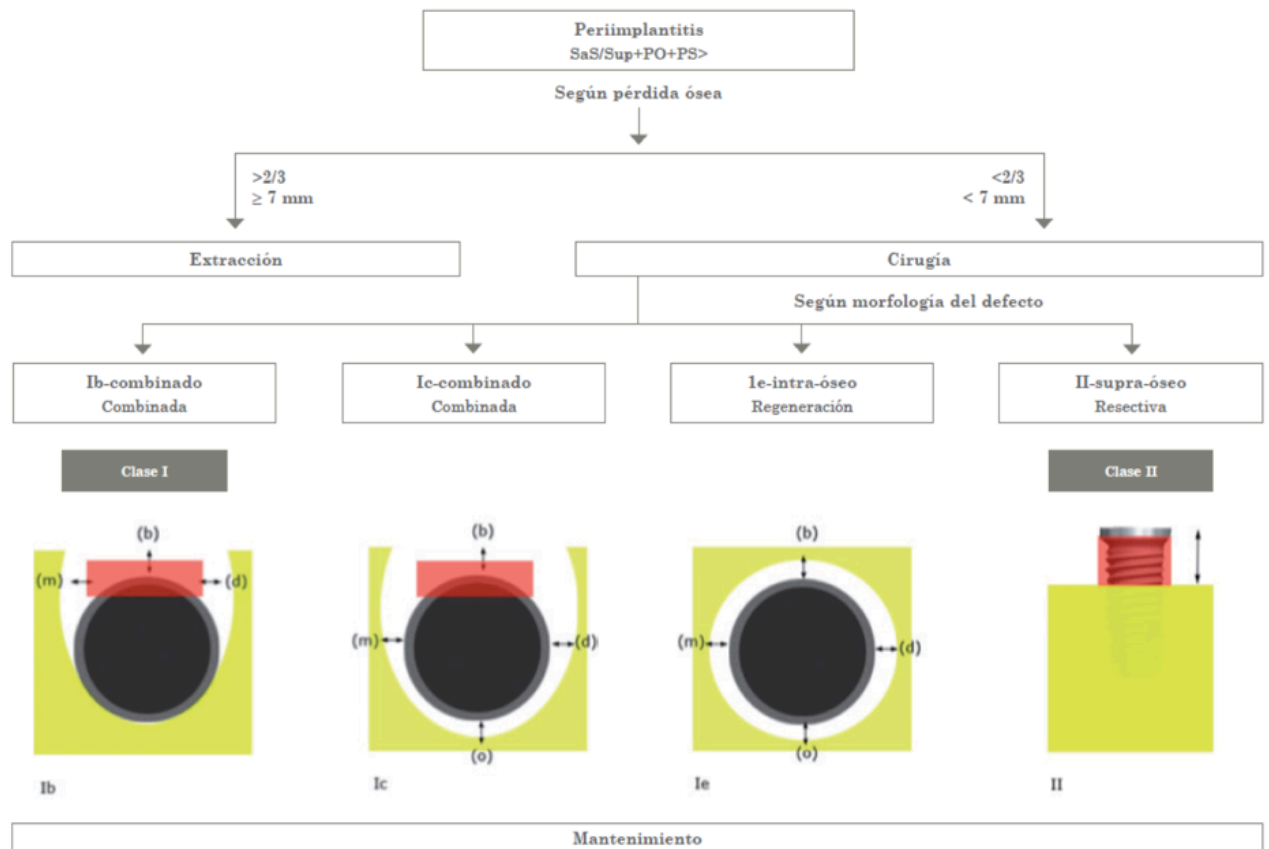 Periimplantitis
SaS/Sup+PO+PS>
Según pérdida ósea
>2/3
≥ 7 mm
<2/3
< 7 mm
Extracción
Cirugía
Según morfología del defecto
Ib-combinado
Combinada
Ic-combinado
Combinada
1e-intra-óseo
Regeneración
II-supra-óseo
Resectiva
Clase I
Clase II
(b)
(m)
(d)
Ib
(b)
(m)
(d)
(o)
Ic
(b)
(m)
(d)
(o)
Ie
II
Mantenimiento